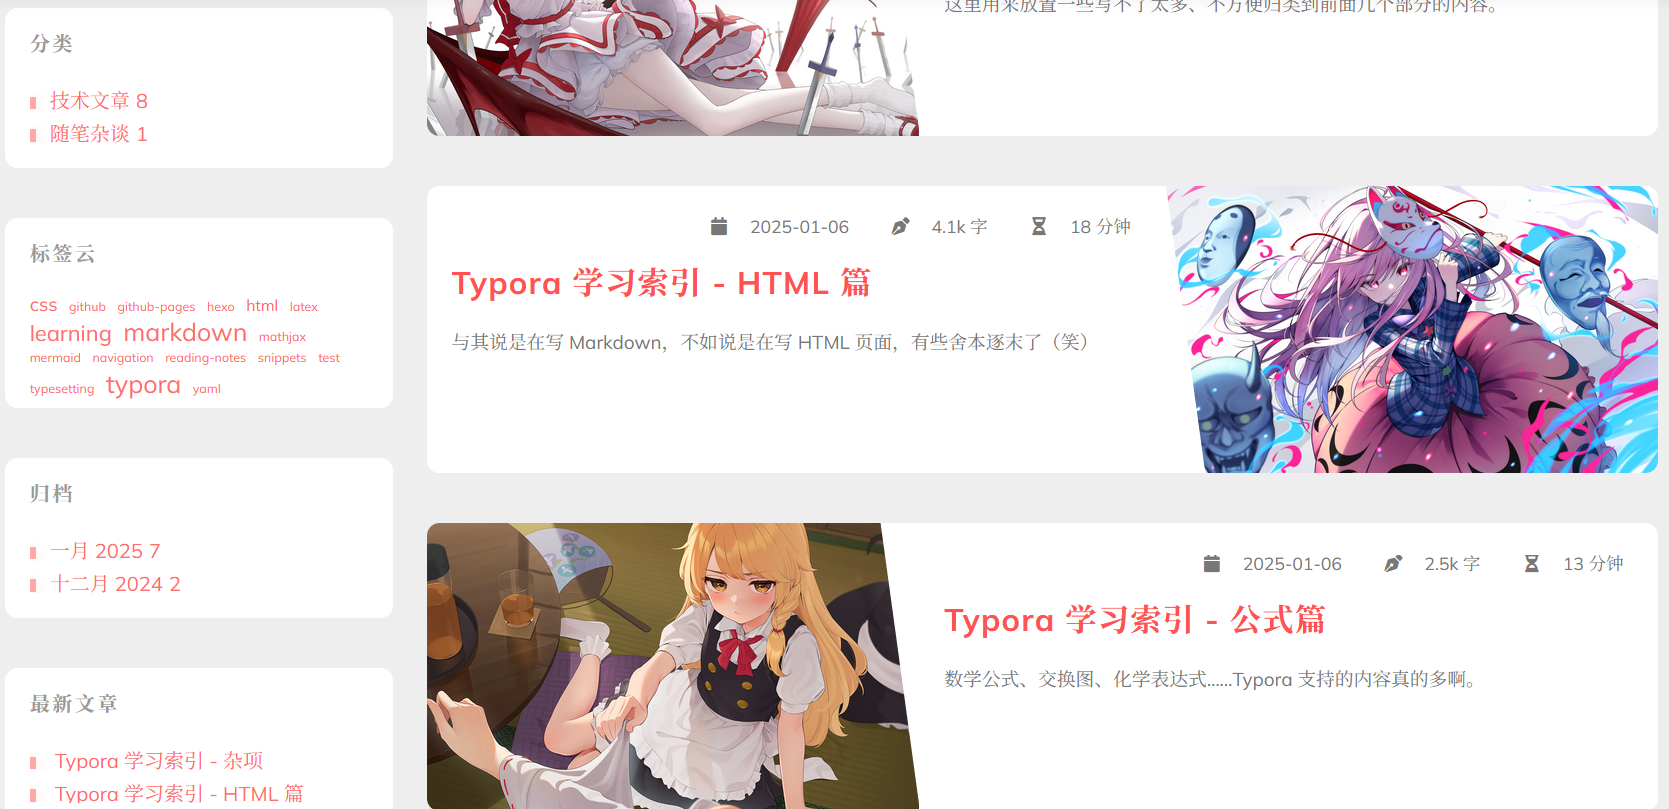 分类
技术文章 8
随笔杂谈 1
标签云
css github github-pages hexo html latex
learning markdown mathjax
mermaid navigation reading-notes snippets test
typesetting typora yaml
归档
一月 2025 7
十二月 2024 2
最新文章
Typora 学习索引 - 杂项
Typora 学习索引 - HTML 篇
这里用来放置一些写不了太多、不方便归类到前面几个部分的内容。
2025-01-06 4.1k 字 18 分钟
Typora 学习索引 - HTML 篇
与其说是在写 Markdown，不如说是在写 HTML 页面，有些舍本逐末了（笑）
2025-01-06 2.5k 字 13 分钟
Typora 学习索引 - 公式篇
数学公式、交换图、化学表达式……Typora 支持的内容真的多啊。